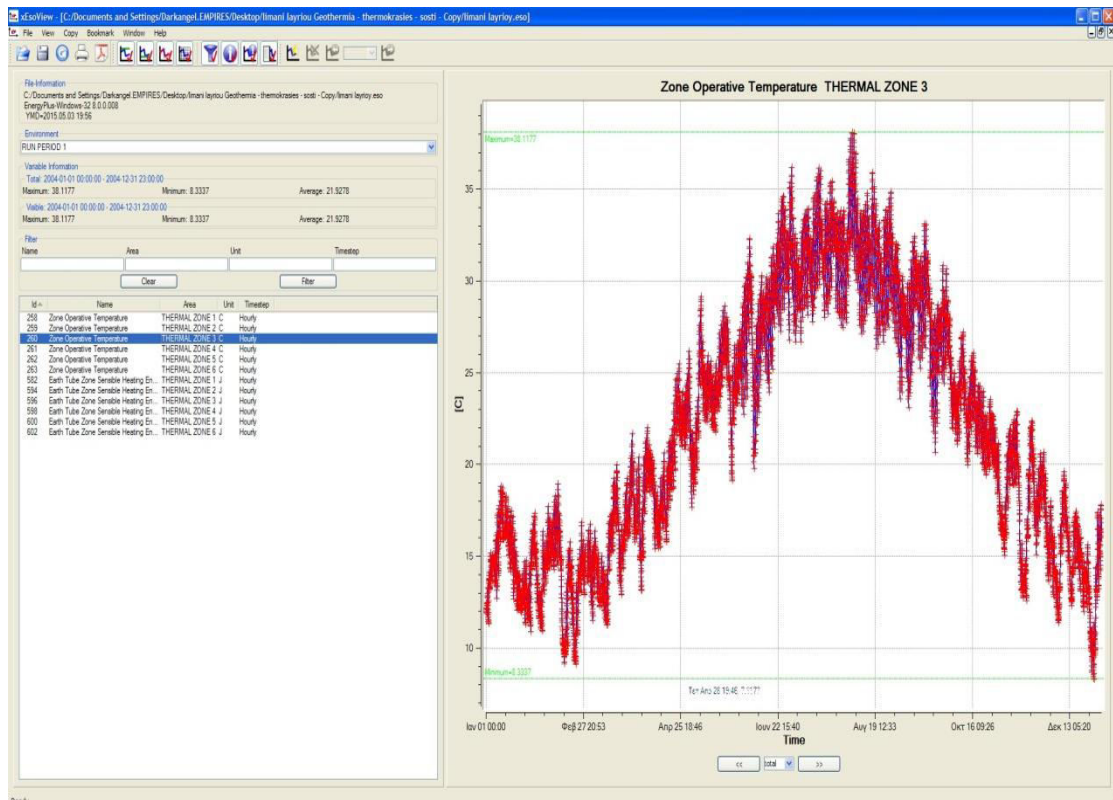 xEsoView - [C:/Documents and Settings/Darkangel.EMPIRES/Desktop/limani layriou Geothermia - thermokrasies - sosti - Copy/limani layrioy.eso]
File View Copy Bookmark Window Help
File-Information
C:/Documents and Settings/Darkangel.EMPIRES/Desktop/limani layriou Geothermia - thermokrasies - sosti - Copy/limani layrioy.eso
EnergyPlus-Windows-32 8.0.0.008
YMD=2015.05.03 19:56
Environment
RUN PERIOD 1
Variable Information
Total: 2004-01-01 00:00:00 - 2004-12-31 23:00:00
Maximum: 38.1177 Minimum: 8.3337 Average: 21.9278
Visible: 2004-01-01 00:00:00 - 2004-12-31 23:00:00
Maximum: 38.1177 Minimum: 8.3337 Average: 21.9278
Filter
Name Area Unit Timestep
Clear Filter
Id Name Area Unit Timestep
258 Zone Operative Temperature THERMAL ZONE 1 C Hourly
259 Zone Operative Temperature THERMAL ZONE 2 C Hourly
260 Zone Operative Temperature THERMAL ZONE 3 C Hourly
261 Zone Operative Temperature THERMAL ZONE 4 C Hourly
262 Zone Operative Temperature THERMAL ZONE 5 C Hourly
263 Zone Operative Temperature THERMAL ZONE 6 C Hourly
582 Earth Tube Zone Sensible Heating En... THERMAL ZONE 1 J Hourly
594 Earth Tube Zone Sensible Heating En... THERMAL ZONE 2 J Hourly
596 Earth Tube Zone Sensible Heating En... THERMAL ZONE 3 J Hourly
598 Earth Tube Zone Sensible Heating En... THERMAL ZONE 4 J Hourly
600 Earth Tube Zone Sensible Heating En... THERMAL ZONE 5 J Hourly
602 Earth Tube Zone Sensible Heating En... THERMAL ZONE 6 J Hourly
Zone Operative Temperature THERMAL ZONE 3
Maximum=38.1177
35
30
25
[C]
20
15
10
Minimum=8.3337
Τετ Απρ 28 19:46
Ιαν 01 00:00 Φεβ 27 20:53 Απρ 25 18:46 Ιουν 22 15:40 Αυγ 19 12:33 Οκτ 16 09:26 Δεκ 13 05:20
Time
<< total >>